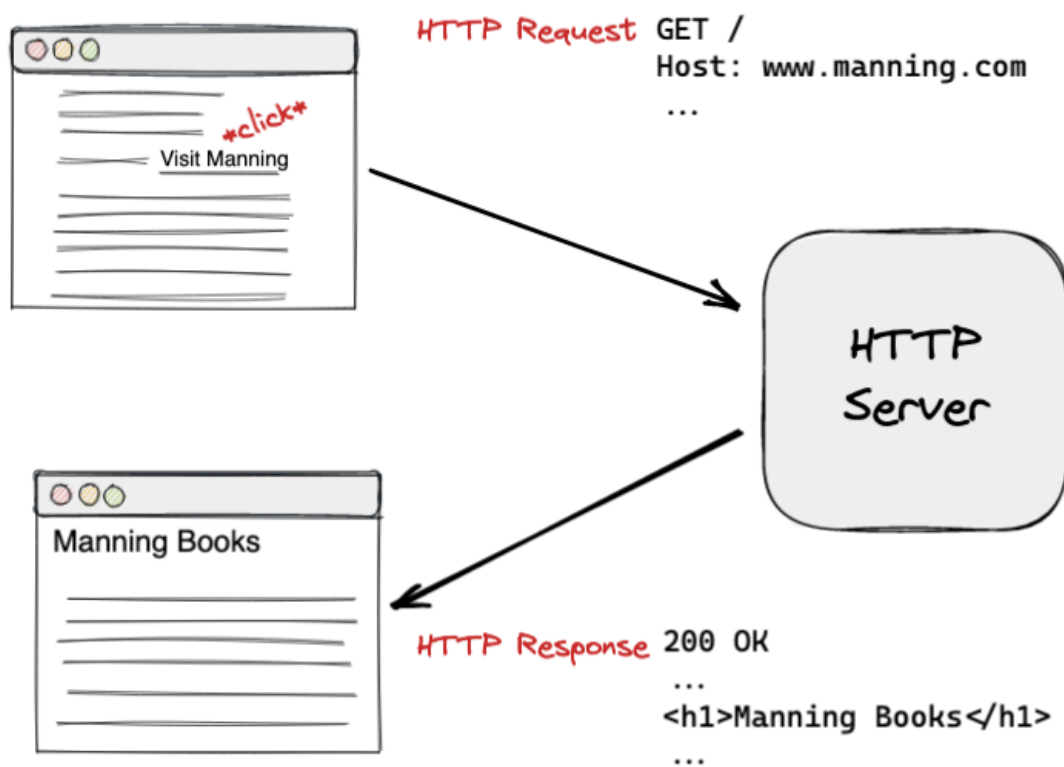 HTTP Request GET /
Host: www.manning.com
...
*click*
Visit Manning
HTTP
Server
Manning Books
HTTP Response 200 OK
...
<h1>Manning Books</h1>
...